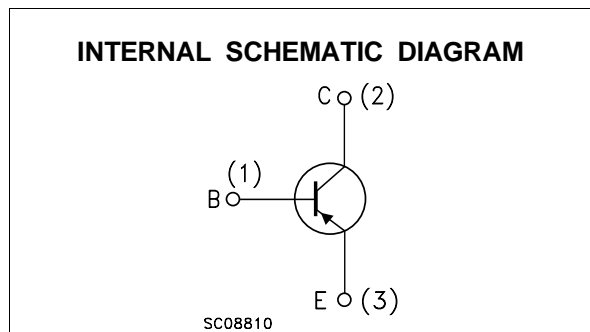 INTERNAL SCHEMATIC DIAGRAM
C (2)
(1)
B
E (3)
SC08810